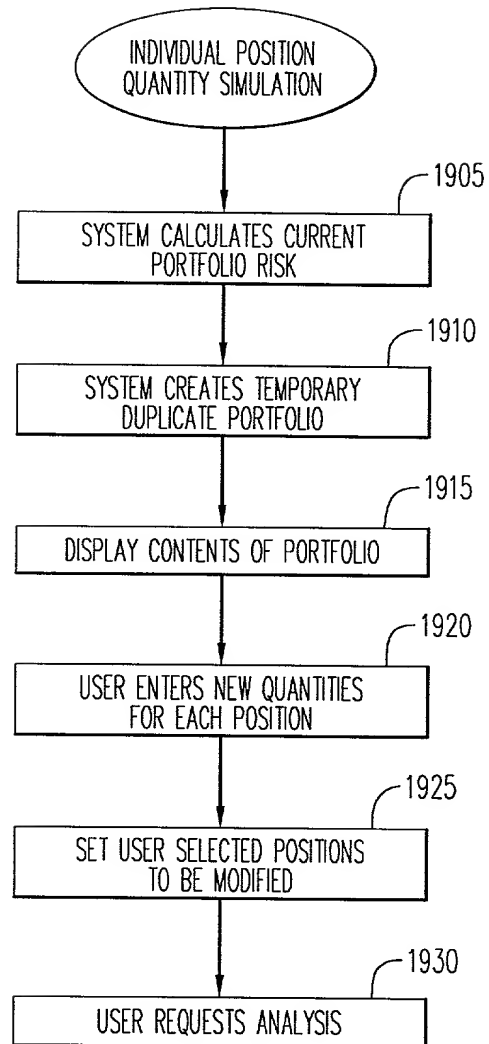 INDIVIDUAL POSITION
QUANTITY SIMULATION
1905
SYSTEM CALCULATES CURRENT
PORTFOLIO RISK
1910
SYSTEM CREATES TEMPORARY
DUPLICATE PORTFOLIO
1915
DISPLAY CONTENTS OF PORTFOLIO
1920
USER ENTERS NEW QUANTITIES
FOR EACH POSITION
1925
SET USER SELECTED POSITIONS
TO BE MODIFIED
1930
USER REQUESTS ANALYSIS